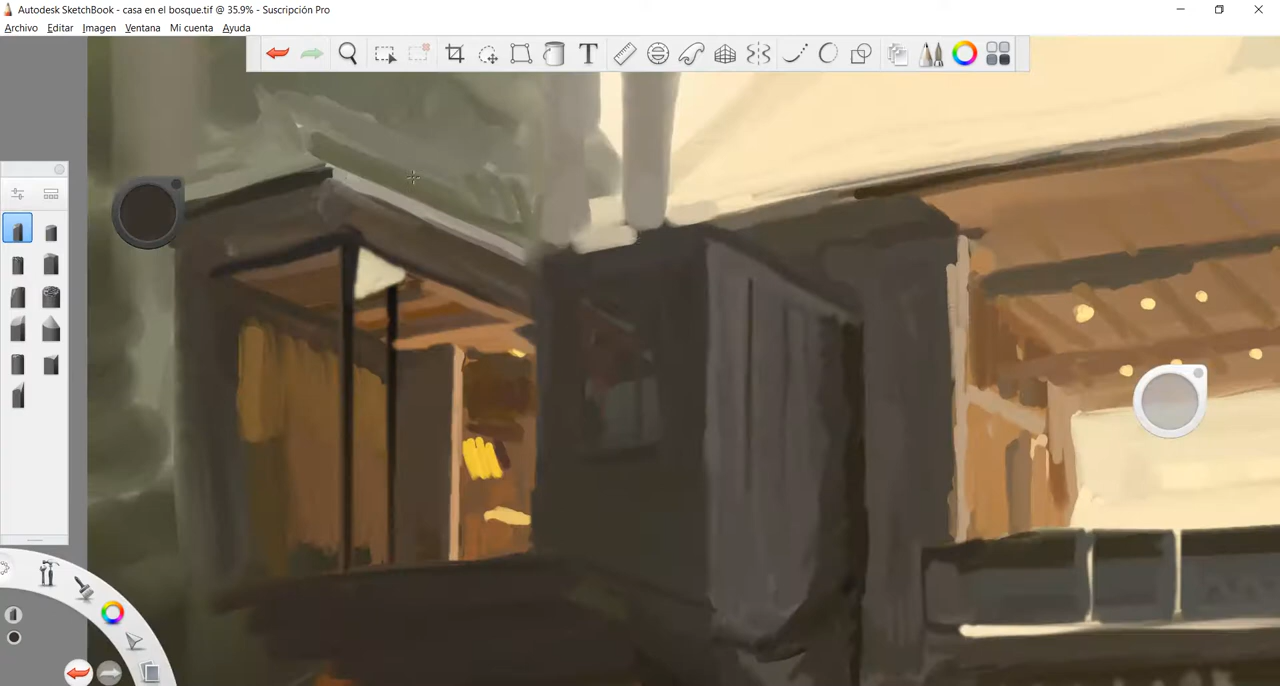 Autodesk SketchBook - casa en el bosque.tif @ 35.9% - Suscripción Pro
Archivo Editar Imagen Ventana Mi cuenta Ayuda
T